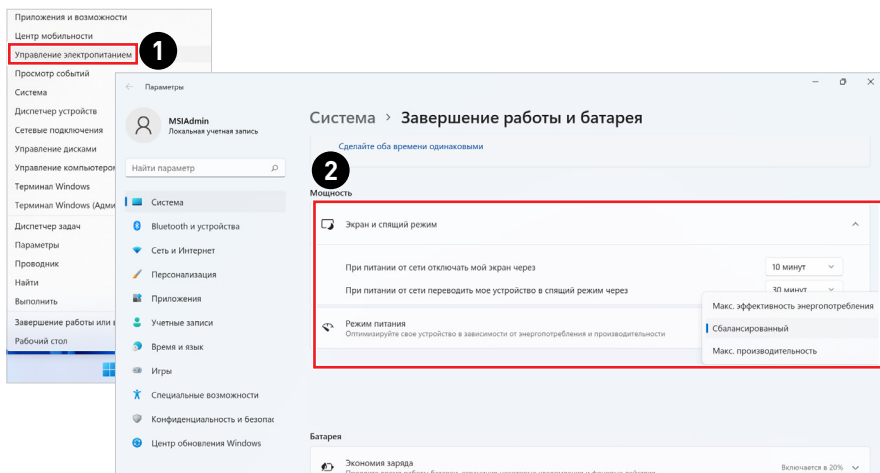 Приложения и возможности
Центр мобильности
Управление электропитанием
1
Просмотр событий
Система
Диспетчер устройств
Сетевые подключения
Управление дисками
Управление компьютером
Терминал Windows
Терминал Windows (Адми
Диспетчер задач
Параметры
Проводник
Найти
Выполнить
Завершение работы или в
Рабочий стол
Параметры
MSIAdmin
Локальная учетная запись
Найти параметр
Система
Bluetooth и устройства
Сеть и Интернет
Персонализация
Приложения
Учетные записи
Время и язык
Игры
Специальные возможности
Конфиденциальность и безопас
Центр обновления Windows
Система > Завершение работы и батарея
Сделайте оба времени одинаковыми
2
Мощность
Экран и спящий режим
При питании от сети отключать мой экран через
10 минут
При питании от сети переводить мое устройство в спящий режим через
30 минут
Режим питания
Оптимизируйте свое устройство в зависимости от энергопотребления и производительности
Макс. эффективность энергопотребления
Сбалансированный
Макс. производительность
Батарея
Экономия заряда
Включается в 20%